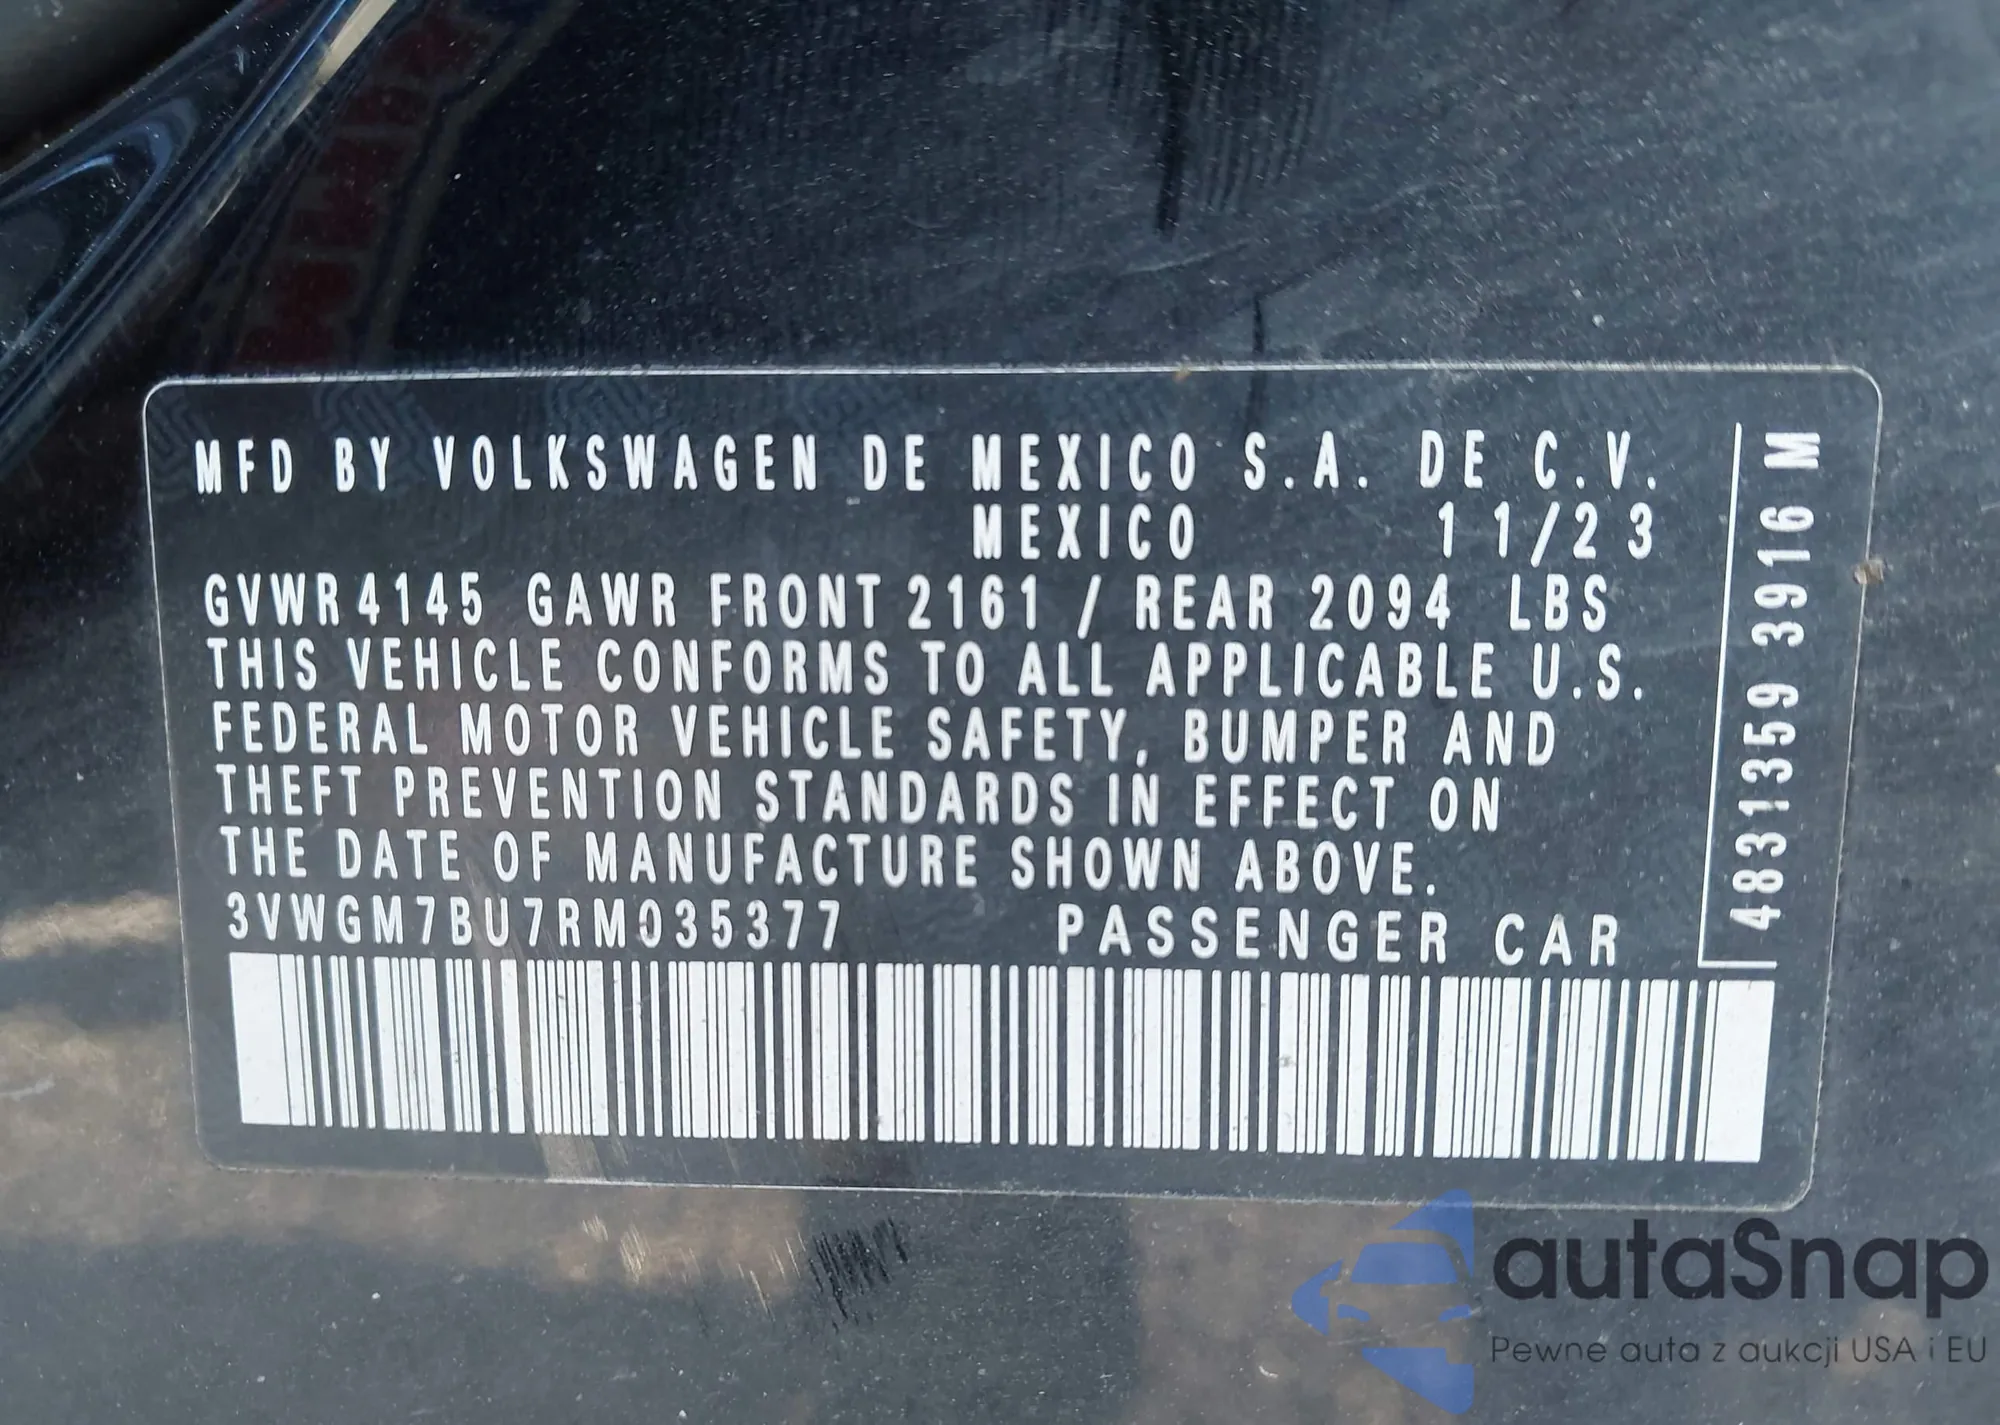 MFD BY VOLKSWAGEN DE MEXICO S.A. DE C.V.
MEXICO 11/23
GVWR 4145 GAWR FRONT 2161 / REAR 2094 LBS
THIS VEHICLE CONFORMS TO ALL APPLICABLE U.S.
FEDERAL MOTOR VEHICLE SAFETY, BUMPER AND
THEFT PREVENTION STANDARDS IN EFFECT ON
THE DATE OF MANUFACTURE SHOWN ABOVE.
3VWGM7BU7RM035377 PASSENGER CAR
4831359 3916 M
autaSnap
Pewne auta z aukcji USA i EU